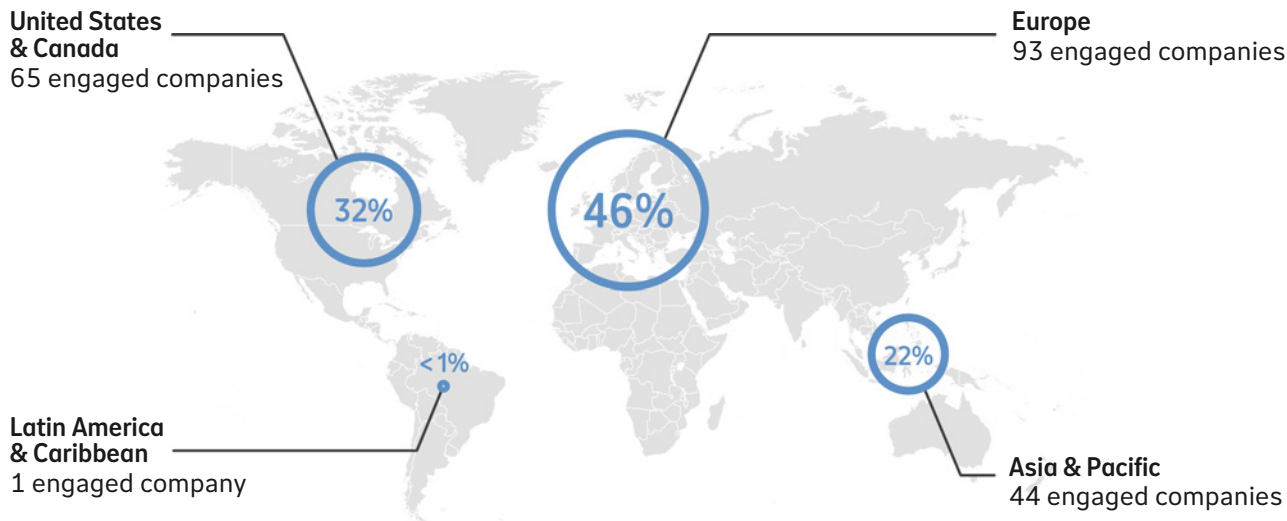 United States
& Canada
65 engaged companies
Europe
93 engaged companies
32%
46%
22%
< 1%
Latin America
& Caribbean
1 engaged company
Asia & Pacific
44 engaged companies